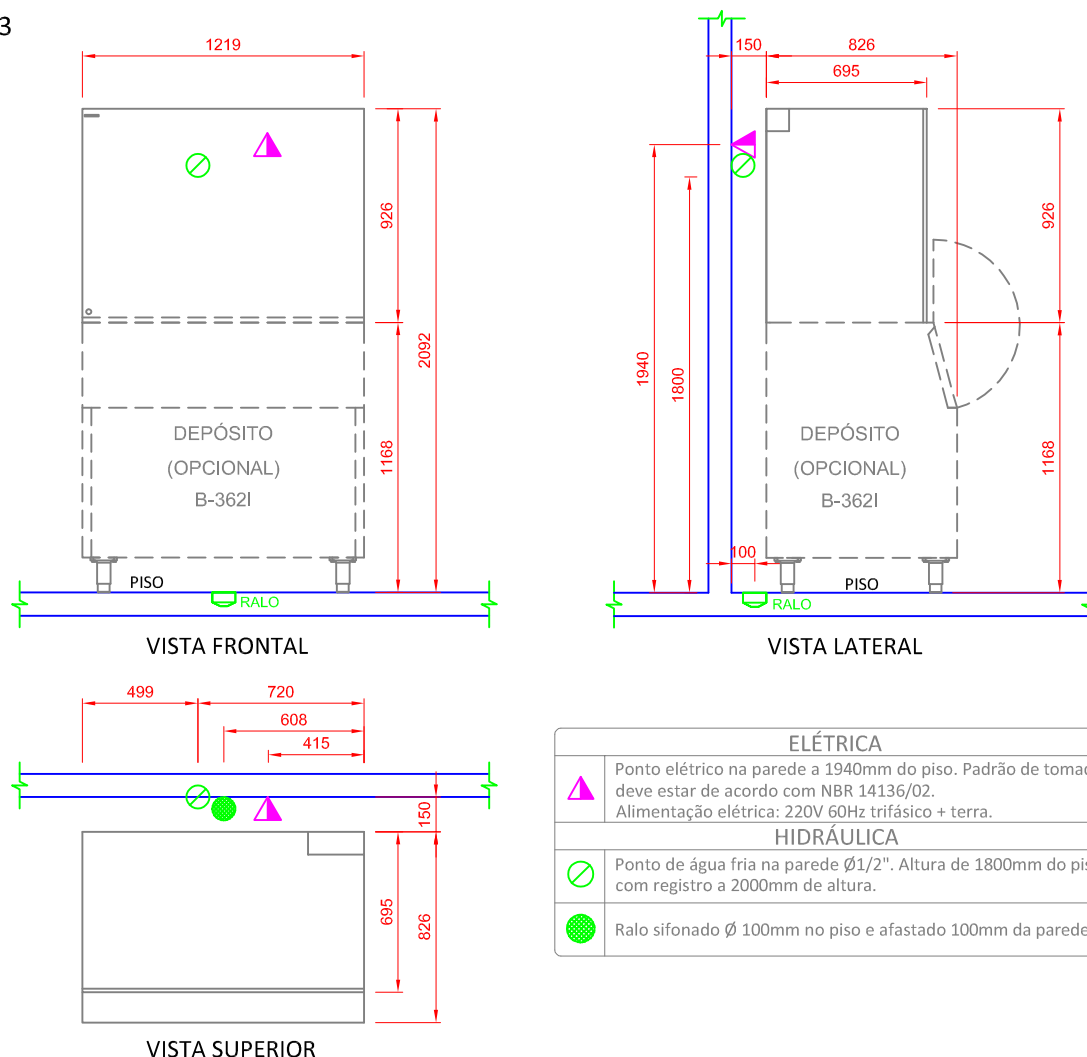 3
1219
926
2092
1168
DEPÓSITO
(OPCIONAL)
B-362I
PISO
RALO
VISTA FRONTAL
150
826
695
926
1940
1800
1168
DEPÓSITO
(OPCIONAL)
B-362I
100
PISO
RALO
VISTA LATERAL
499
720
608
415
150
695
826
VISTA SUPERIOR
ELÉTRICA
Ponto elétrico na parede a 1940mm do piso. Padrão de tomad
deve estar de acordo com NBR 14136/02.
Alimentação elétrica: 220V 60Hz trifásico + terra.
HIDRÁULICA
Ponto de água fria na parede Ø1/2". Altura de 1800mm do pis
com registro a 2000mm de altura.
Ralo sifonado Ø 100mm no piso e afastado 100mm da parede